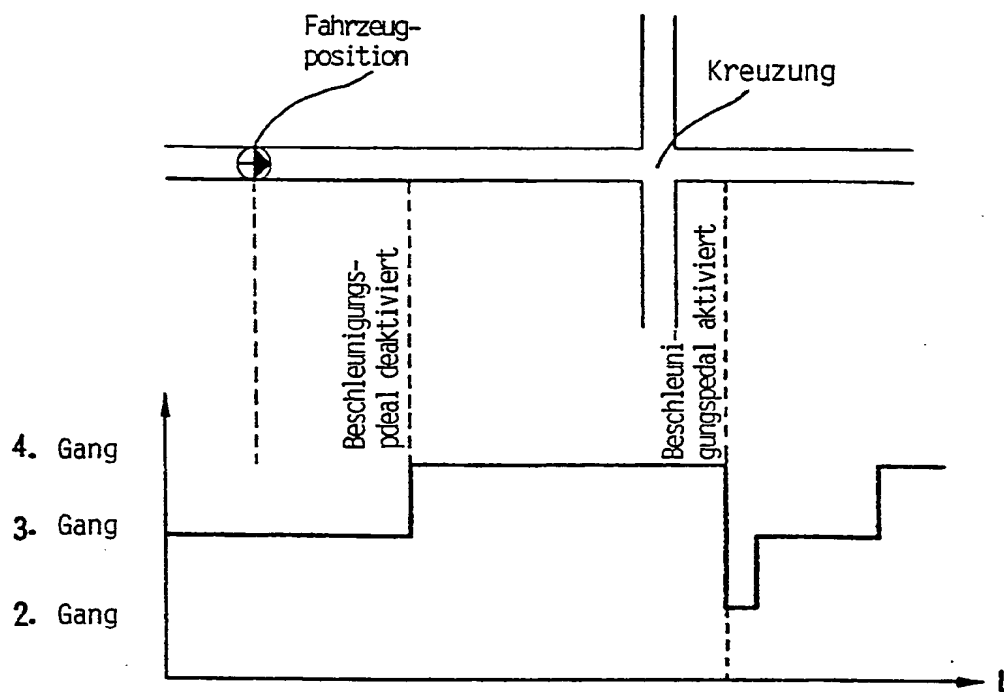 Fahrzeug-
position
Kreuzung
Beschleunigungs-
pdeal deaktiviert
Beschleuni-
gungspedal aktiviert
4. Gang
3. Gang
2. Gang
L